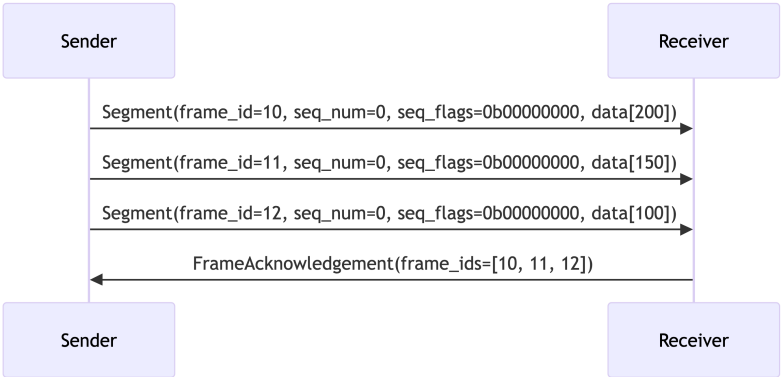 Sender
Receiver
Segment(frame_id=10, seq_num=0, seq_flags=0b00000000, data[200])
Segment(frame_id=11, seq_num=0, seq_flags=0b00000000, data[150])
Segment(frame_id=12, seq_num=0, seq_flags=0b00000000, data[100])
FrameAcknowledgement(frame_ids=[10, 11, 12])
Sender
Receiver